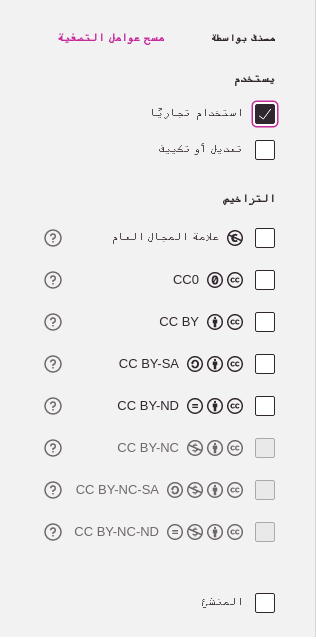 مصنف بواسطة مسح عوامل التصفية
يستخدم
استخدام تجاريًا
تعديل أو تكييف
التراخيص
علامة المجال العام
CC0
CC BY
CC BY-SA
CC BY-ND
CC BY-NC
CC BY-NC-SA
CC BY-NC-ND
المنشئ